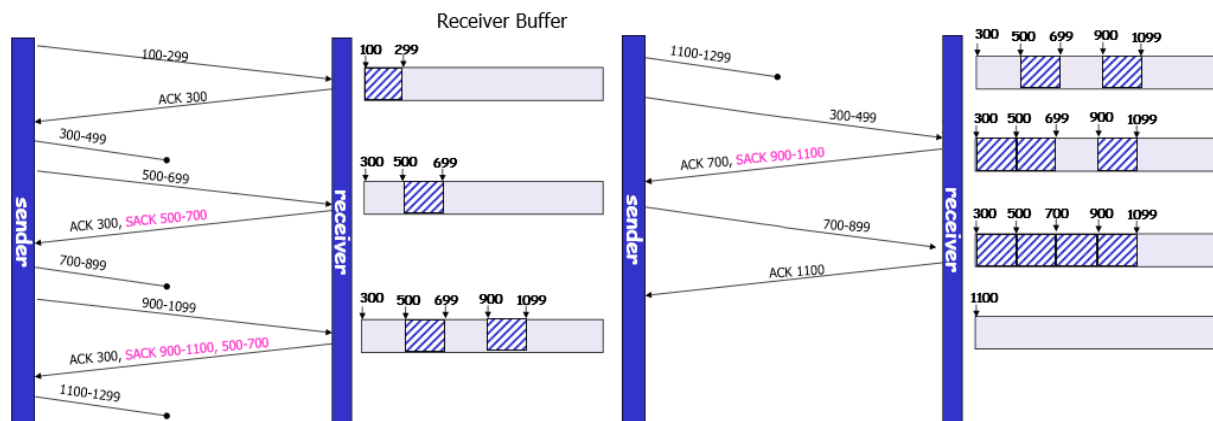 Receiver Buffer
100 299
100-299
ACK 300
300-499
300 500 699
500-699
ACK 300, SACK 500-700
700-899
300 500 699 900 1099
900-1099
ACK 300, SACK 900-1100, 500-700
1100-1299
sender
receiver
300 500 699 900 1099
1100-1299
300-499
300 500 699 900 1099
ACK 700, SACK 900-1100
700-899
300 500 700 900 1099
ACK 1100
1100
sender
receiver